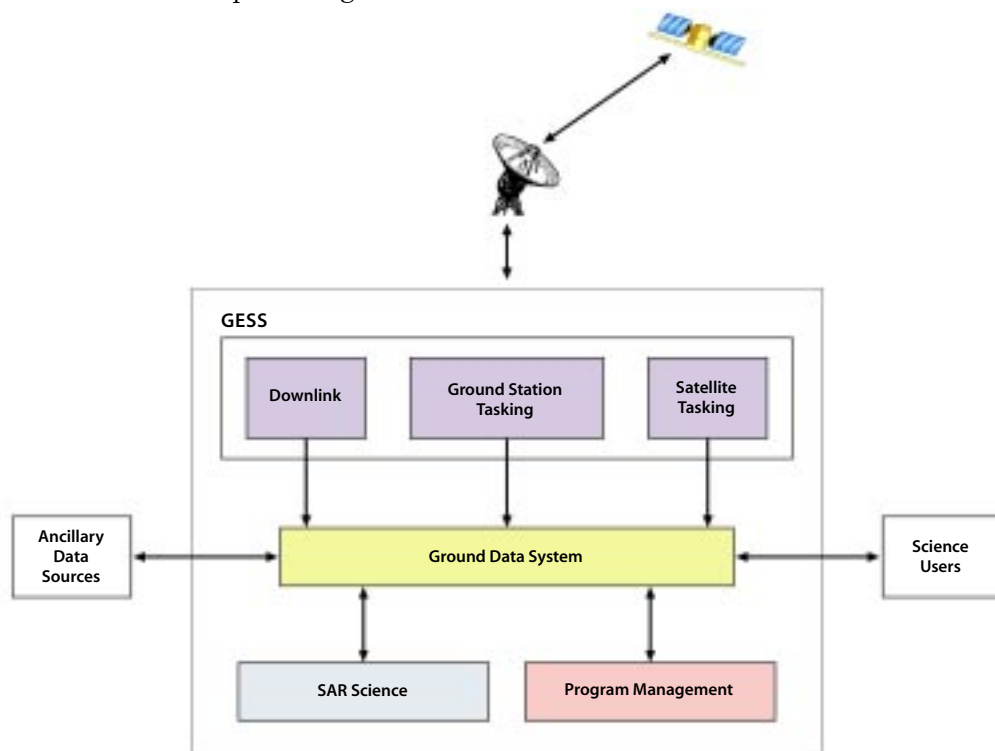 GESS
Downlink
Ground Station
Tasking
Satellite
Tasking
Ancillary
Data
Sources
Ground Data System
Science
Users
SAR Science
Program Management